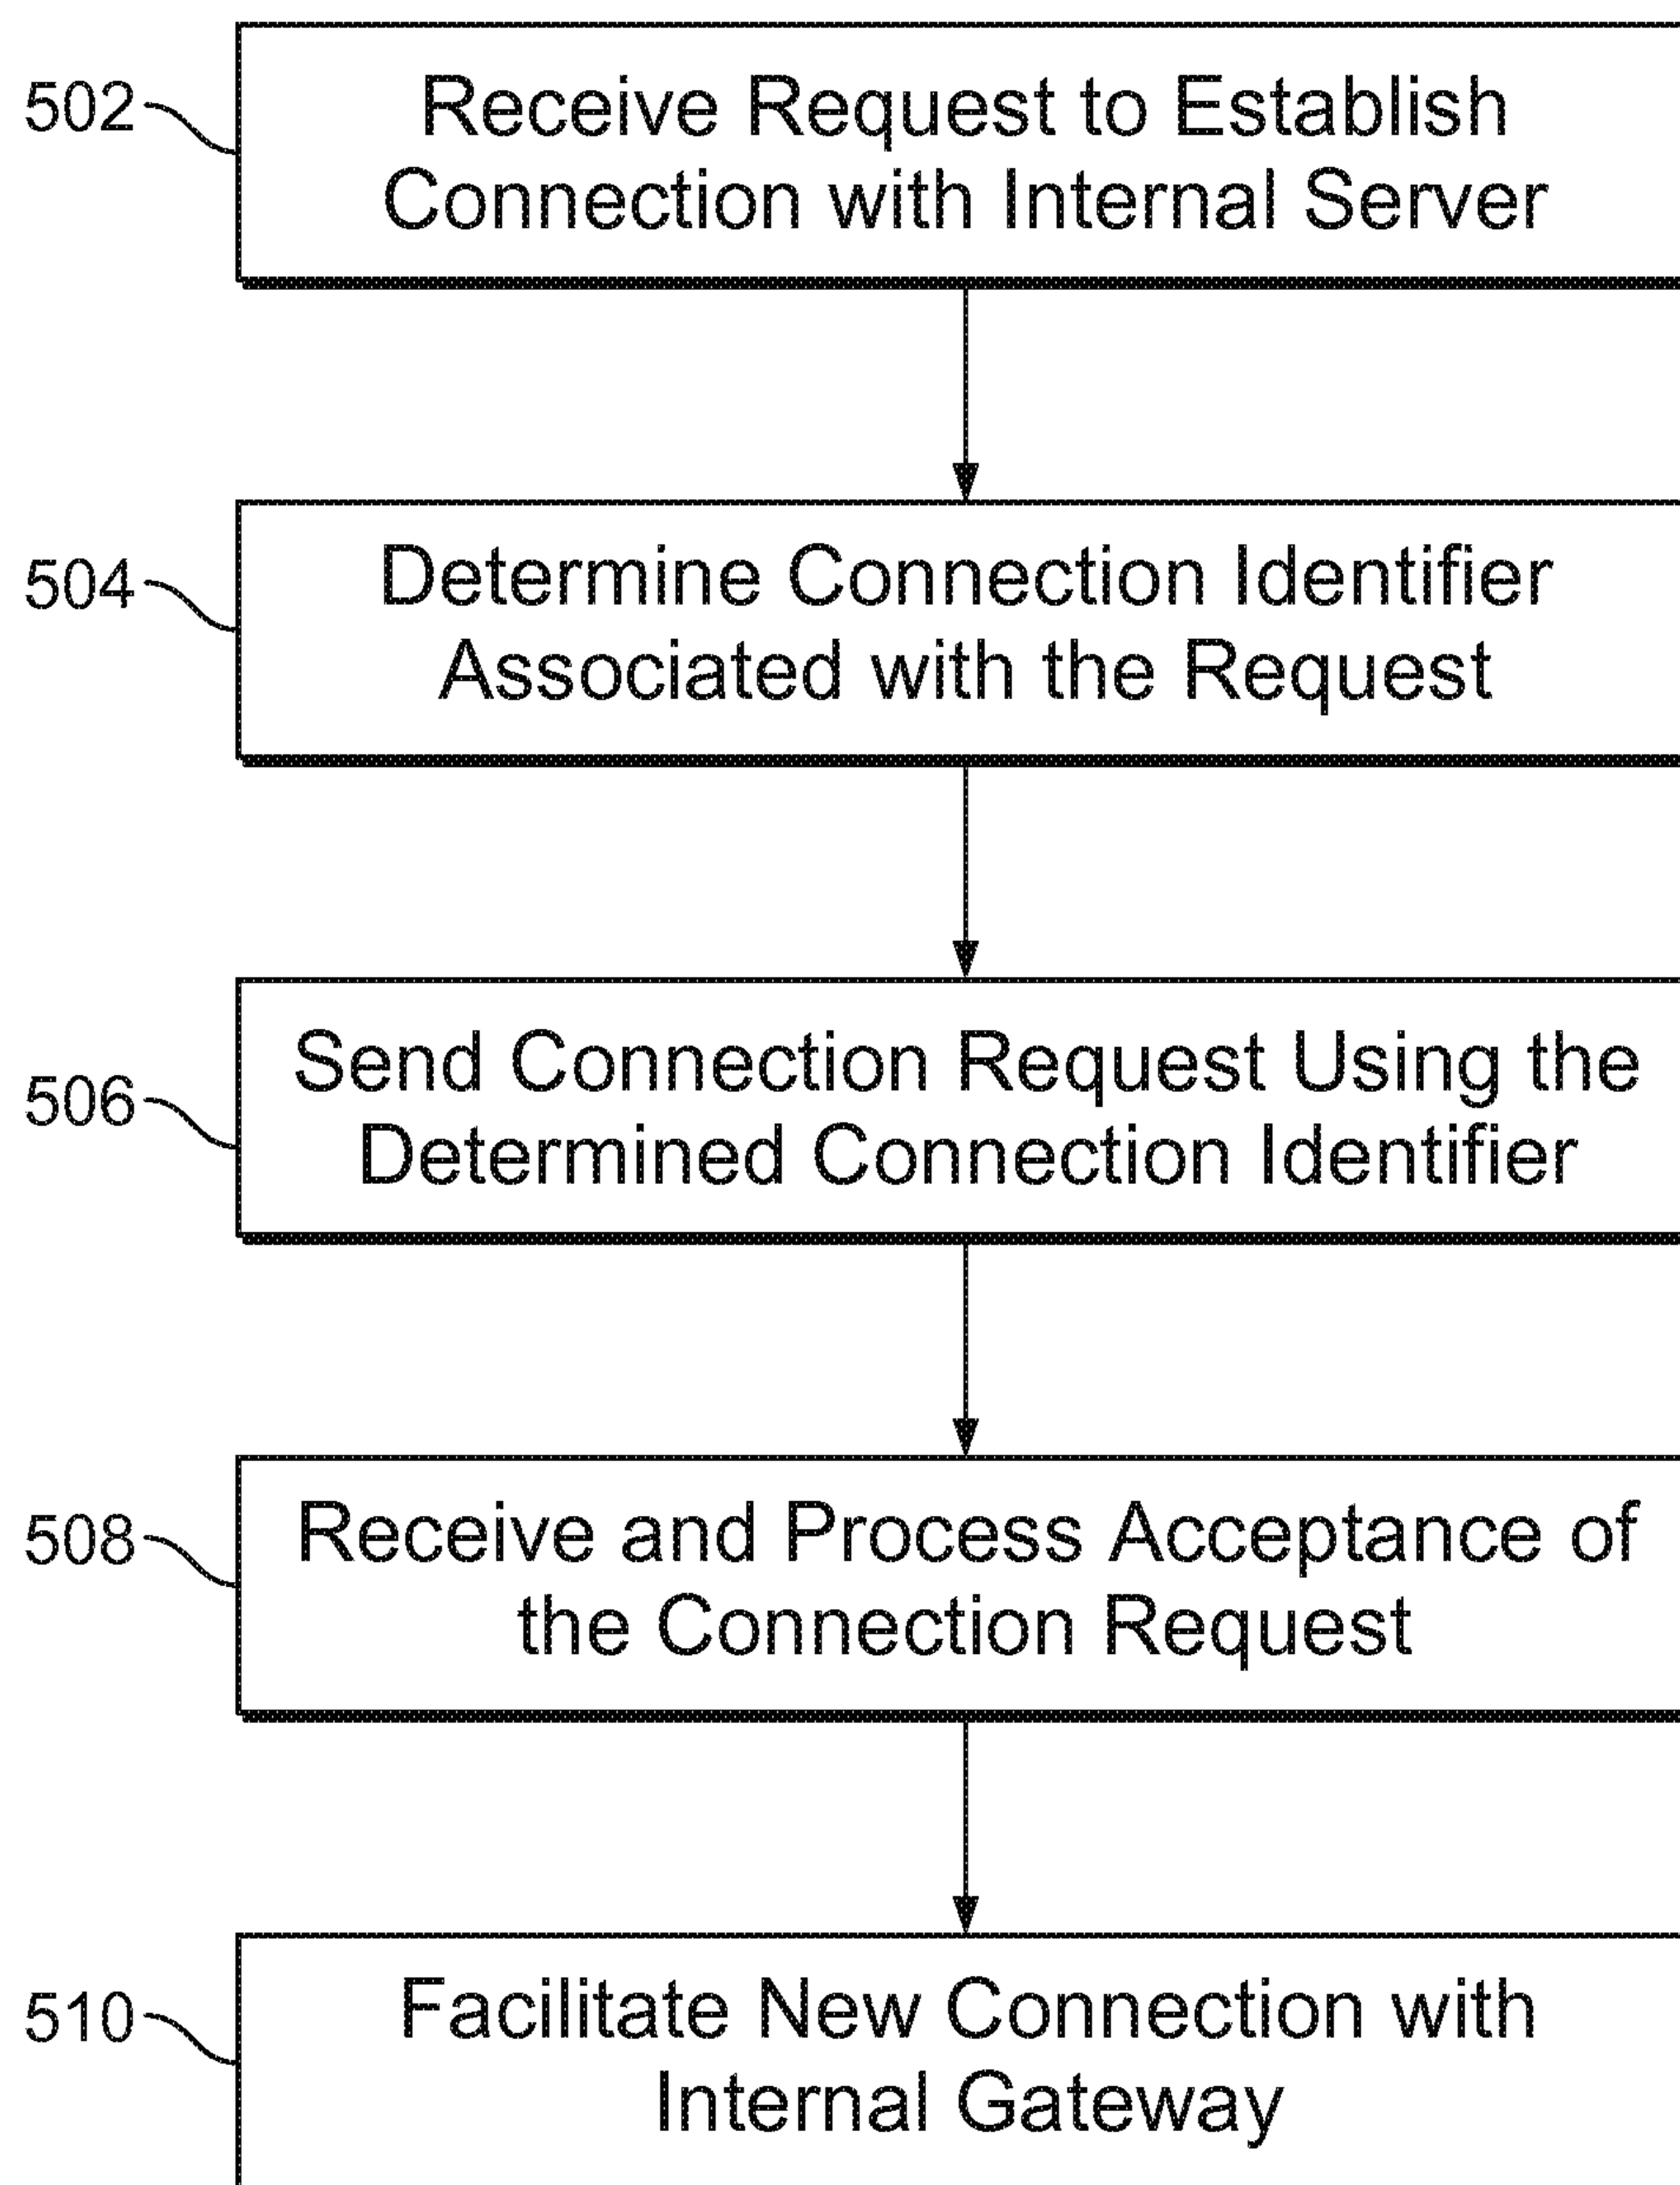 502
Receive Request to Establish
Connection with Internal Server
504
Determine Connection Identifier
Associated with the Request
506
Send Connection Request Using the
Determined Connection Identifier
508
Receive and Process Acceptance of
the Connection Request
510
Facilitate New Connection with
Internal Gateway